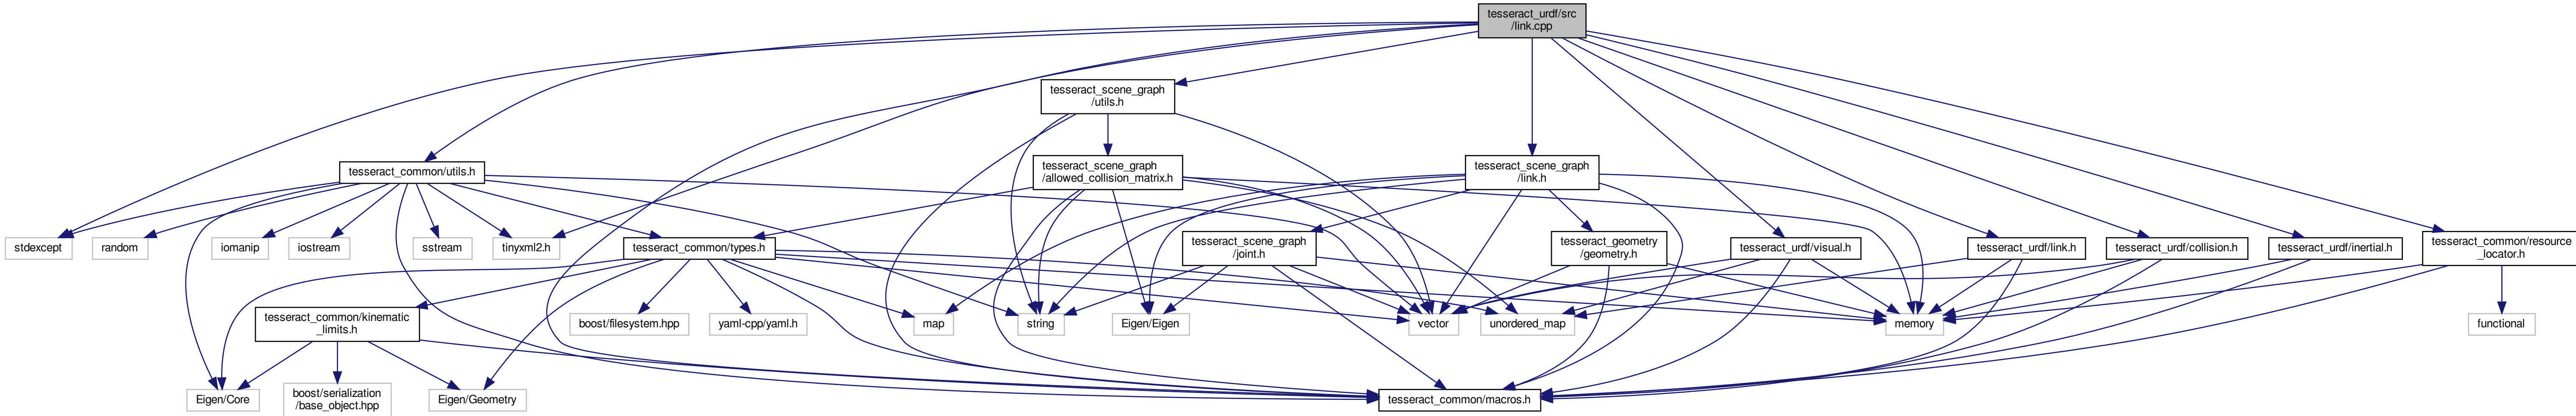 tesseract_urdf/src
/link.cpp
tesseract_scene_graph
/utils.h
tesseract_common/utils.h
tesseract_scene_graph
/allowed_collision_matrix.h
tesseract_scene_graph
/link.h
stdexcept
random
iomanip
iostream
sstream
tinyxml2.h
tesseract_common/types.h
tesseract_scene_graph
/joint.h
tesseract_geometry
/geometry.h
tesseract_urdf/visual.h
tesseract_urdf/link.h
tesseract_urdf/collision.h
tesseract_urdf/inertial.h
tesseract_common/resource
_locator.h
tesseract_common/kinematic
_limits.h
boost/filesystem.hpp
yaml-cpp/yaml.h
map
string
Eigen/Eigen
vector
unordered_map
memory
functional
Eigen/Core
boost/serialization
/base_object.hpp
Eigen/Geometry
tesseract_common/macros.h